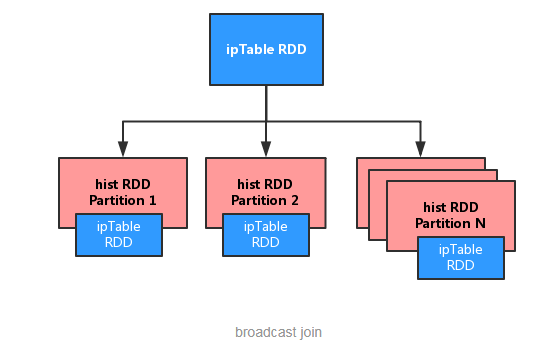 ipTable RDD
hist RDD
Partition 1
ipTable
RDD
hist RDD
Partition 2
ipTable
RDD
hist RDD
Partition N
ipTable
RDD
broadcast join